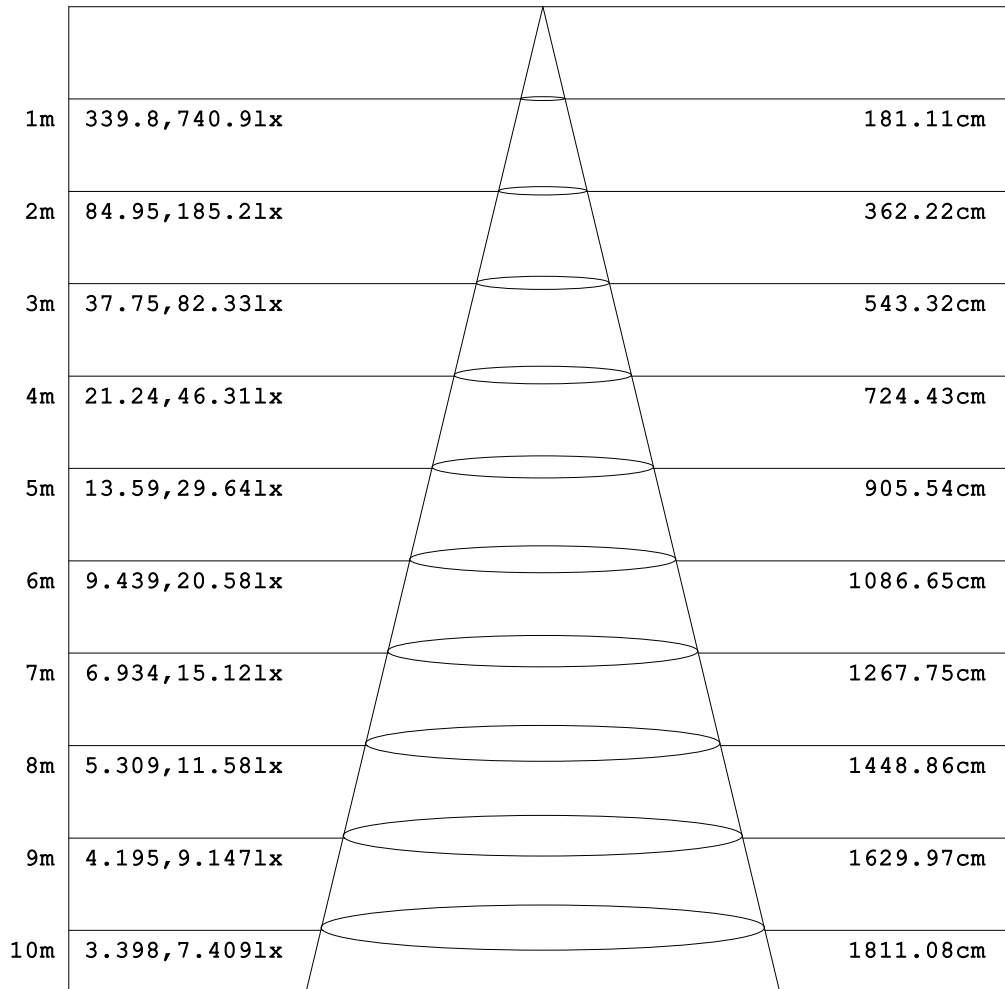 1m 339.8,740.9lx 181.11cm
2m 84.95,185.2lx 362.22cm
3m 37.75,82.33lx 543.32cm
4m 21.24,46.31lx 724.43cm
5m 13.59,29.64lx 905.54cm
6m 9.439,20.58lx 1086.65cm
7m 6.934,15.12lx 1267.75cm
8m 5.309,11.58lx 1448.86cm
9m 4.195,9.147lx 1629.97cm
10m 3.398,7.409lx 1811.08cm